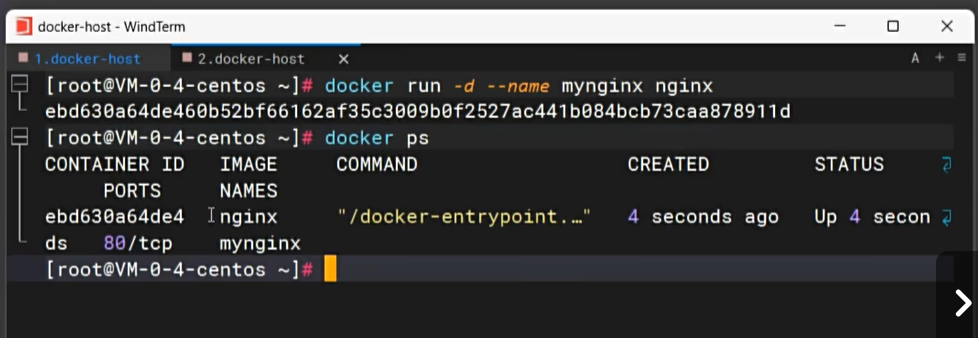 docker-host - WindTerm
1.docker-host 2.docker-host A
[root@VM-0-4-centos ~]# docker run -d --name mynginx nginx
ebd630a64de460b52bf66162af35c3009b0f2527ac441b084bcb73caa878911d
[root@VM-0-4-centos ~]# docker ps
CONTAINER ID IMAGE COMMAND CREATED STATUS
PORTS NAMES
ebd630a64de4 nginx "/docker-entrypoint.…" 4 seconds ago Up 4 secon
ds 80/tcp mynginx
[root@VM-0-4-centos ~]#